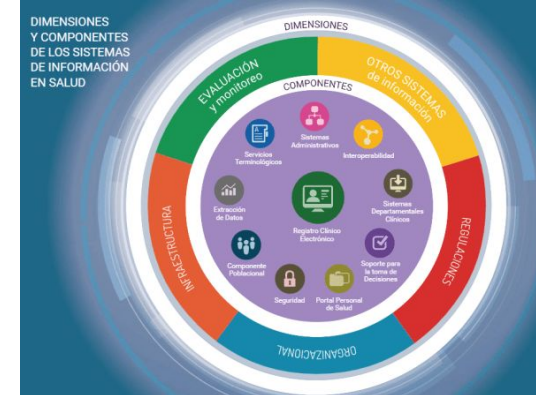 DIMENSIONES
Y COMPONENTES
DE LOS SISTEMAS
DE INFORMACIÓN
EN SALUD
DIMENSIONES
EVALUACIÓN
y monitoreo
OTROS SISTEMAS
de información
COMPONENTES
Sistemas
Administrativos
Servicios
Terminológicos
Interoperabilidad
Extracción
de Datos
Sistemas
Departamentales
Clínicos
Registro Clínico
Electrónico
Componente
Poblacional
Soporte para
la toma de
Decisiones
Seguridad
Portal Personal
de Salud
INFRAESTRUCTURA
REGULACIONES
ORGANIZACIONAL